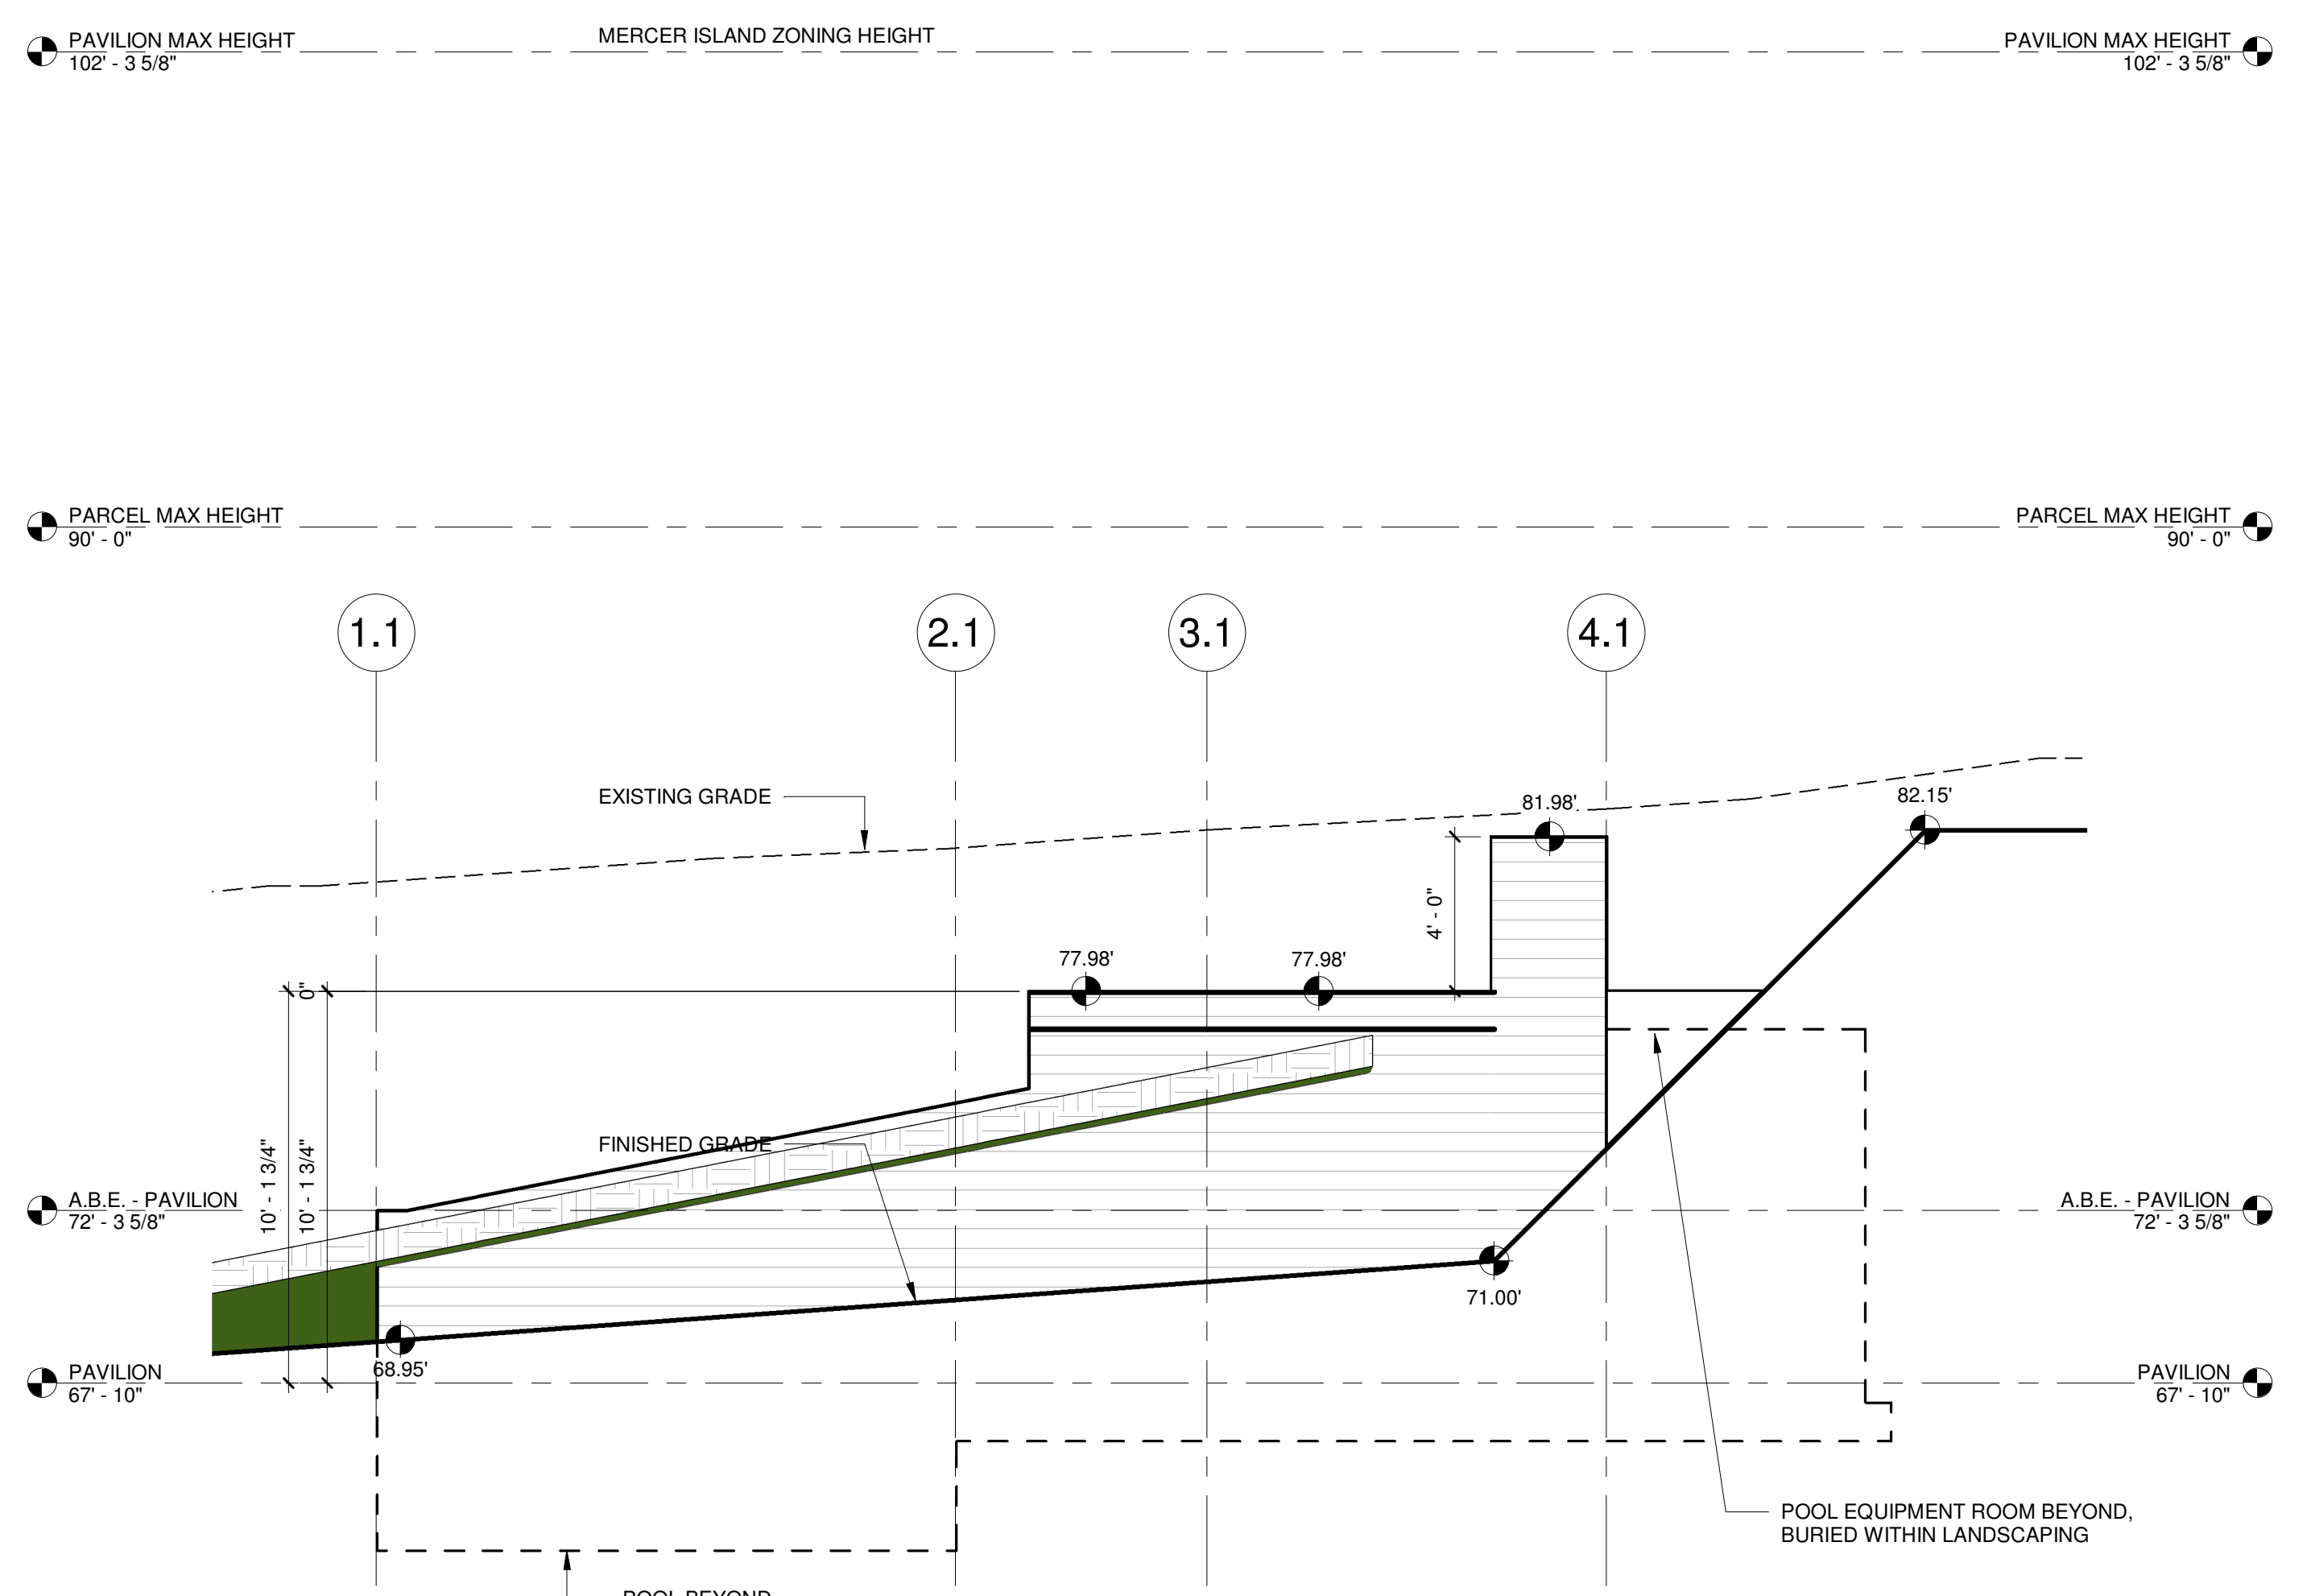 MERCER ISLAND ZONING HEIGHT
PAVILION MAX HEIGHT
102' - 3 5/8"
PAVILION MAX HEIGHT
102' - 3 5/8"
PARCEL MAX HEIGHT
90' - 0"
PARCEL MAX HEIGHT
90' - 0"
1.1
2.1
3.1
4.1
EXISTING GRADE
81.98'
82.15'
4' - 0"
77.98'
77.98'
0"
10' - 1 3/4"
10' - 1 3/4"
FINISHED GRADE
A.B.E. - PAVILION
72' - 3 5/8"
A.B.E. - PAVILION
72' - 3 5/8"
71.00'
68.95'
PAVILION
67' - 10"
PAVILION
67' - 10"
POOL EQUIPMENT ROOM BEYOND,
BURIED WITHIN LANDSCAPING
POOL BEYOND